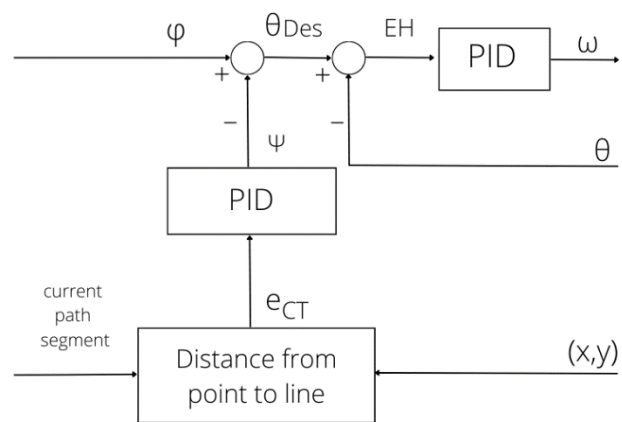 φ
θDes
EH
PID
ω
+
+
−
ψ
−
θ
PID
eCT
current
path
segment
Distance from
point to line
(x,y)